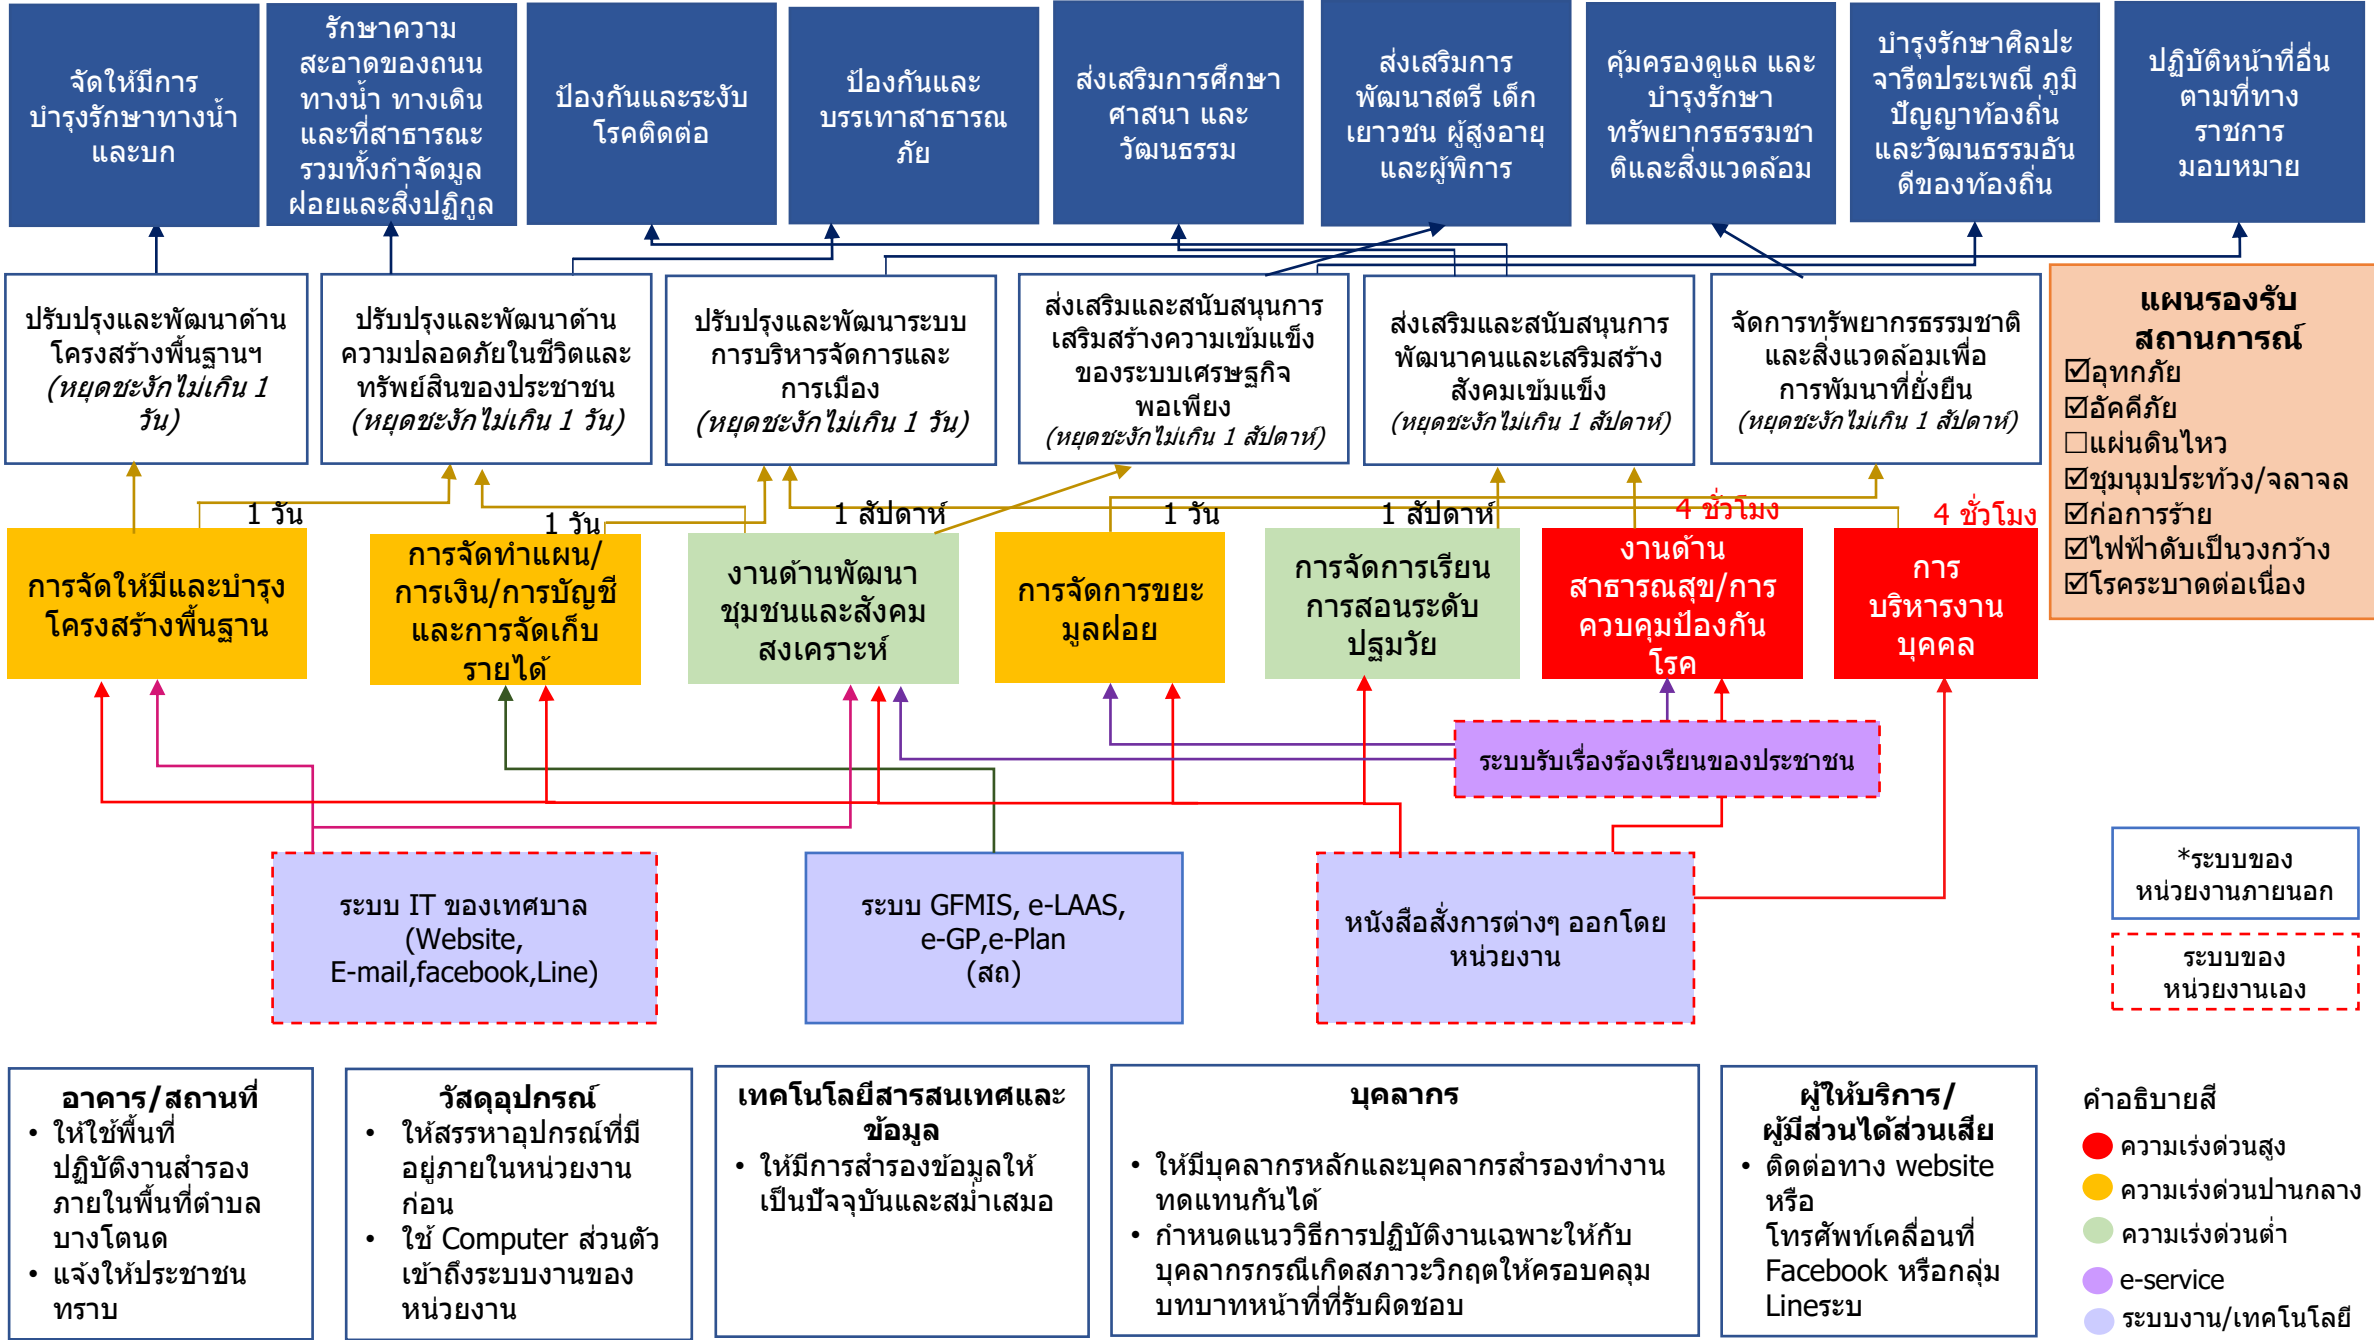 จัดให้มีการ
บำรุงรักษาทางน้ำ
และบก
รักษาความ
สะอาดของถนน
ทางน้ำ ทางเดิน
และที่สาธารณะ
รวมทั้งกำจัดมูล
ฝอยและสิ่งปฏิกูล
ป้องกันและระงับ
โรคติดต่อ
ป้องกันและ
บรรเทาสาธารณ
ภัย
ส่งเสริมการศึกษา
ศาสนา และ
วัฒนธรรม
ส่งเสริมการ
พัฒนาสตรี เด็ก
เยาวชน ผู้สูงอายุ
และผู้พิการ
คุ้มครองดูแล และ
บำรุงรักษา
ทรัพยากรธรรมชา
ติและสิ่งแวดล้อม
บำรุงรักษาศิลปะ
จารีตประเพณี ภูมิ
ปัญญาท้องถิ่น
และวัฒนธรรมอัน
ดีของท้องถิ่น
ปฏิบัติหน้าที่อื่น
ตามที่ทาง
ราชการ
มอบหมาย
ปรับปรุงและพัฒนาด้าน
โครงสร้างพื้นฐานฯ
(หยุดชะงักไม่เกิน 1
วัน)
ปรับปรุงและพัฒนาด้าน
ความปลอดภัยในชีวิตและ
ทรัพย์สินของประชาชน
(หยุดชะงักไม่เกิน 1 วัน)
ปรับปรุงและพัฒนาระบบ
การบริหารจัดการและ
การเมือง
(หยุดชะงักไม่เกิน 1 วัน)
ส่งเสริมและสนับสนุนการ
เสริมสร้างความเข้มแข็ง
ของระบบเศรษฐกิจ
พอเพียง
(หยุดชะงักไม่เกิน 1 สัปดาห์)
ส่งเสริมและสนับสนุนการ
พัฒนาคนและเสริมสร้าง
สังคมเข้มแข็ง
(หยุดชะงักไม่เกิน 1 สัปดาห์)
จัดการทรัพยากรธรรมชาติ
และสิ่งแวดล้อมเพื่อ
การพัมนาที่ยั่งยืน
(หยุดชะงักไม่เกิน 1 สัปดาห์)
แผนรองรับ
สถานการณ์
☑อุทกภัย
☑อัคคีภัย
☐แผ่นดินไหว
☑ชุมนุมประท้วง/จลาจล
☑ก่อการร้าย
☑ไฟฟ้าดับเป็นวงกว้าง
☑โรคระบาดต่อเนื่อง
1 วัน
1 วัน
1 สัปดาห์
1 วัน
1 สัปดาห์
4 ชั่วโมง
4 ชั่วโมง
การจัดให้มีและบำรุง
โครงสร้างพื้นฐาน
การจัดทำแผน/
การเงิน/การบัญชี
และการจัดเก็บ
รายได้
งานด้านพัฒนา
ชุมชนและสังคม
สงเคราะห์
การจัดการขยะ
มูลฝอย
การจัดการเรียน
การสอนระดับ
ปฐมวัย
งานด้าน
สาธารณสุข/การ
ควบคุมป้องกัน
โรค
การ
บริหารงาน
บุคคล
ระบบรับเรื่องร้องเรียนของประชาชน
ระบบ IT ของเทศบาล
(Website,
E-mail,facebook,Line)
ระบบ GFMIS, e-LAAS,
e-GP,e-Plan
(สถ)
หนังสือสั่งการต่างๆ ออกโดย
หน่วยงาน
*ระบบของ
หน่วยงานภายนอก
ระบบของ
หน่วยงานเอง
อาคาร/สถานที่
• ให้ใช้พื้นที่
ปฏิบัติงานสำรอง
ภายในพื้นที่ตำบล
บางโตนด
• แจ้งให้ประชาชน
ทราบ
วัสดุอุปกรณ์
• ให้สรรหาอุปกรณ์ที่มี
อยู่ภายในหน่วยงาน
ก่อน
• ใช้ Computer ส่วนตัว
เข้าถึงระบบงานของ
หน่วยงาน
เทคโนโลยีสารสนเทศและ
ข้อมูล
• ให้มีการสำรองข้อมูลให้
เป็นปัจจุบันและสม่ำเสมอ
บุคลากร
• ให้มีบุคลากรหลักและบุคลากรสำรองทำงาน
ทดแทนกันได้
• กำหนดแนววิธีการปฏิบัติงานเฉพาะให้กับ
บุคลากรกรณีเกิดสภาวะวิกฤตให้ครอบคลุม
บทบาทหน้าที่ที่รับผิดชอบ
ผู้ให้บริการ/
ผู้มีส่วนได้ส่วนเสีย
• ติดต่อทาง website
หรือ
โทรศัพท์เคลื่อนที่
Facebook หรือกลุ่ม
Lineระบ
คำอธิบายสี
ความเร่งด่วนสูง
ความเร่งด่วนปานกลาง
ความเร่งด่วนต่ำ
e-service
ระบบงาน/เทคโนโลยี